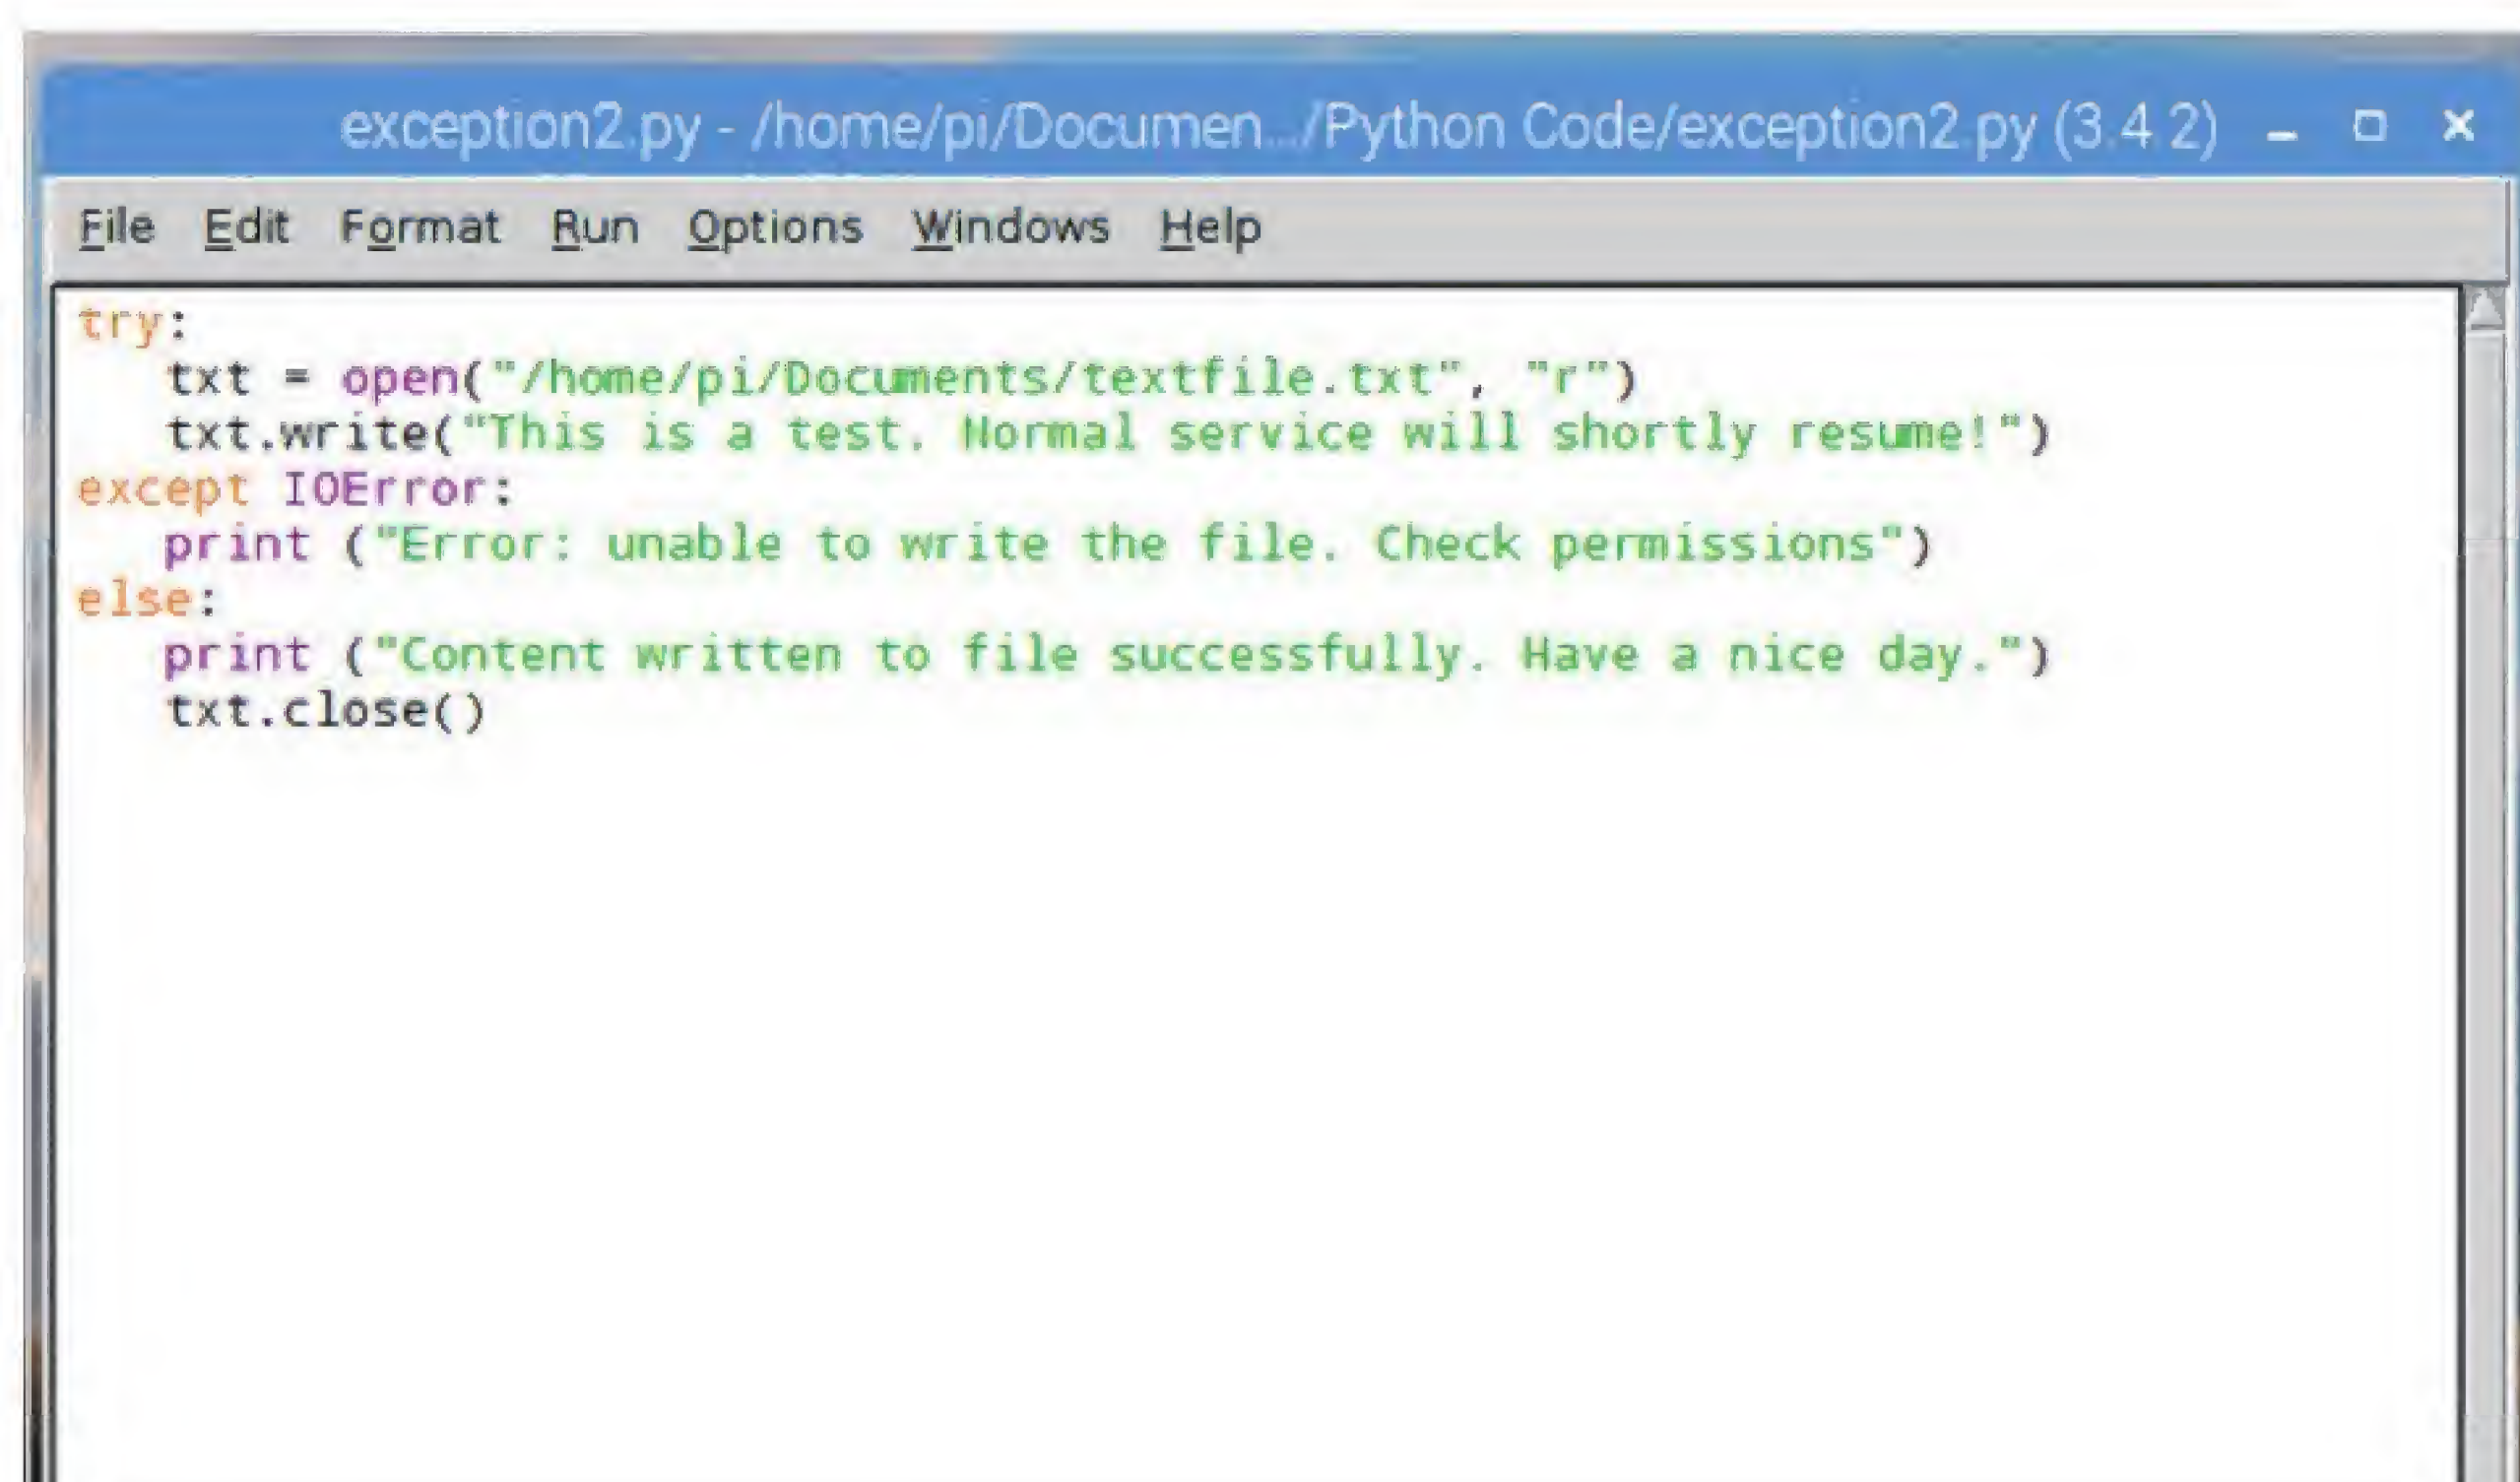 exception2.py - /home/pi/Documen.../Python Code/exception2.py (3.4.2)
File Edit Format Run Options Windows Help
try:
   txt = open("/home/pi/Documents/textfile.txt", "r")
   txt.write("This is a test. Normal service will shortly resume!")
except IOError:
   print ("Error: unable to write the file. Check permissions")
else:
   print ("Content written to file successfully. Have a nice day.")
   txt.close()